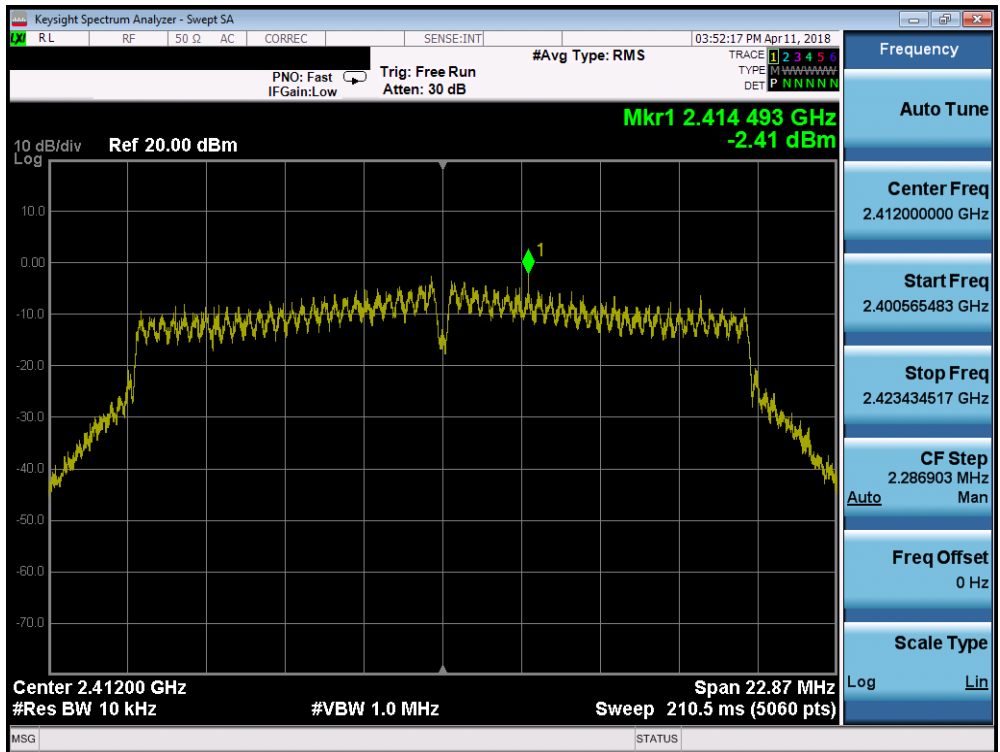 Keysight Spectrum Analyzer - Swept SA
LXI RL RF 50 Ω AC CORREC SENSE:INT 03:52:17 PM Apr 11, 2018
#Avg Type: RMS TRACE 1 2 3 4 5 6
PNO: Fast Trig: Free Run TYPE M WWWWW
IFGain:Low Atten: 30 dB DET P N N N N N
Mkr1 2.414 493 GHz
-2.41 dBm
10 dB/div Ref 20.00 dBm
Log
10.0
0.00
1
-10.0
-20.0
-30.0
-40.0
-50.0
-60.0
-70.0
Center 2.41200 GHz Span 22.87 MHz
#Res BW 10 kHz #VBW 1.0 MHz Sweep 210.5 ms (5060 pts)
MSG STATUS
Frequency
Auto Tune
Center Freq
2.412000000 GHz
Start Freq
2.400565483 GHz
Stop Freq
2.423434517 GHz
CF Step
2.286903 MHz
Auto Man
Freq Offset
0 Hz
Scale Type
Log Lin